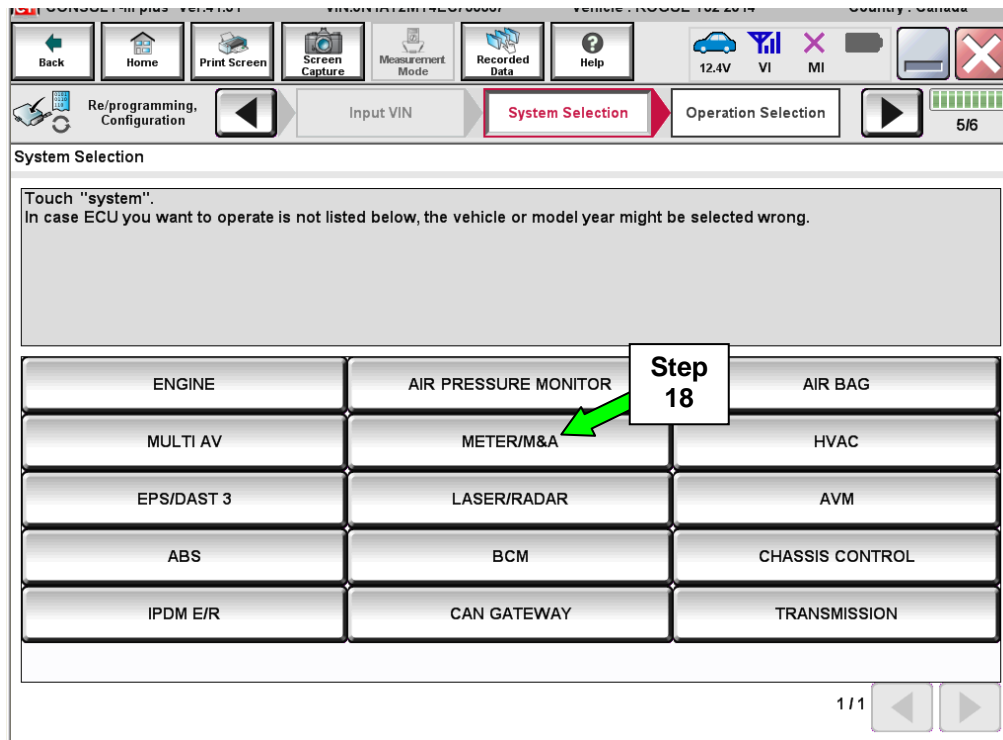 Back
Home
Print Screen
Screen
Capture
Measurement
Mode
Recorded
Data
Help
12.4V
VI
MI
Re/programming,
Configuration
Input VIN
System Selection
Operation Selection
5/6
System Selection
Touch "system".
In case ECU you want to operate is not listed below, the vehicle or model year might be selected wrong.
Step
18
ENGINE
AIR PRESSURE MONITOR
AIR BAG
MULTI AV
METER/M&A
HVAC
EPS/DAST 3
LASER/RADAR
AVM
ABS
BCM
CHASSIS CONTROL
IPDM E/R
CAN GATEWAY
TRANSMISSION
1/1